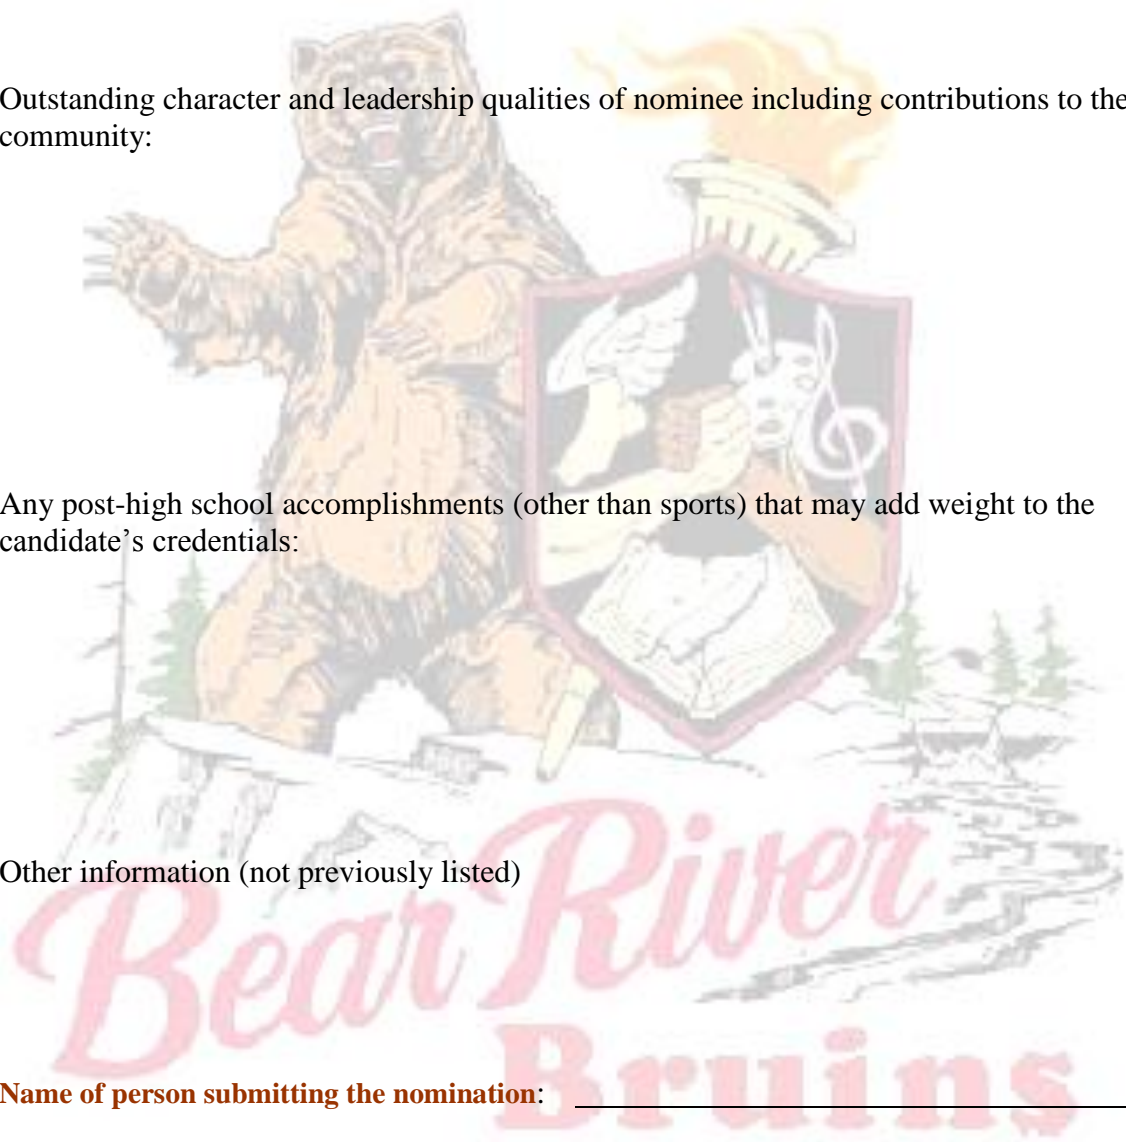 Outstanding character and leadership qualities of nominee including contributions to the
community:
Any post-high school accomplishments (other than sports) that may add weight to the
candidate’s credentials:
Other information (not previously listed)
Bear River
Bruins
Name of person submitting the nomination: